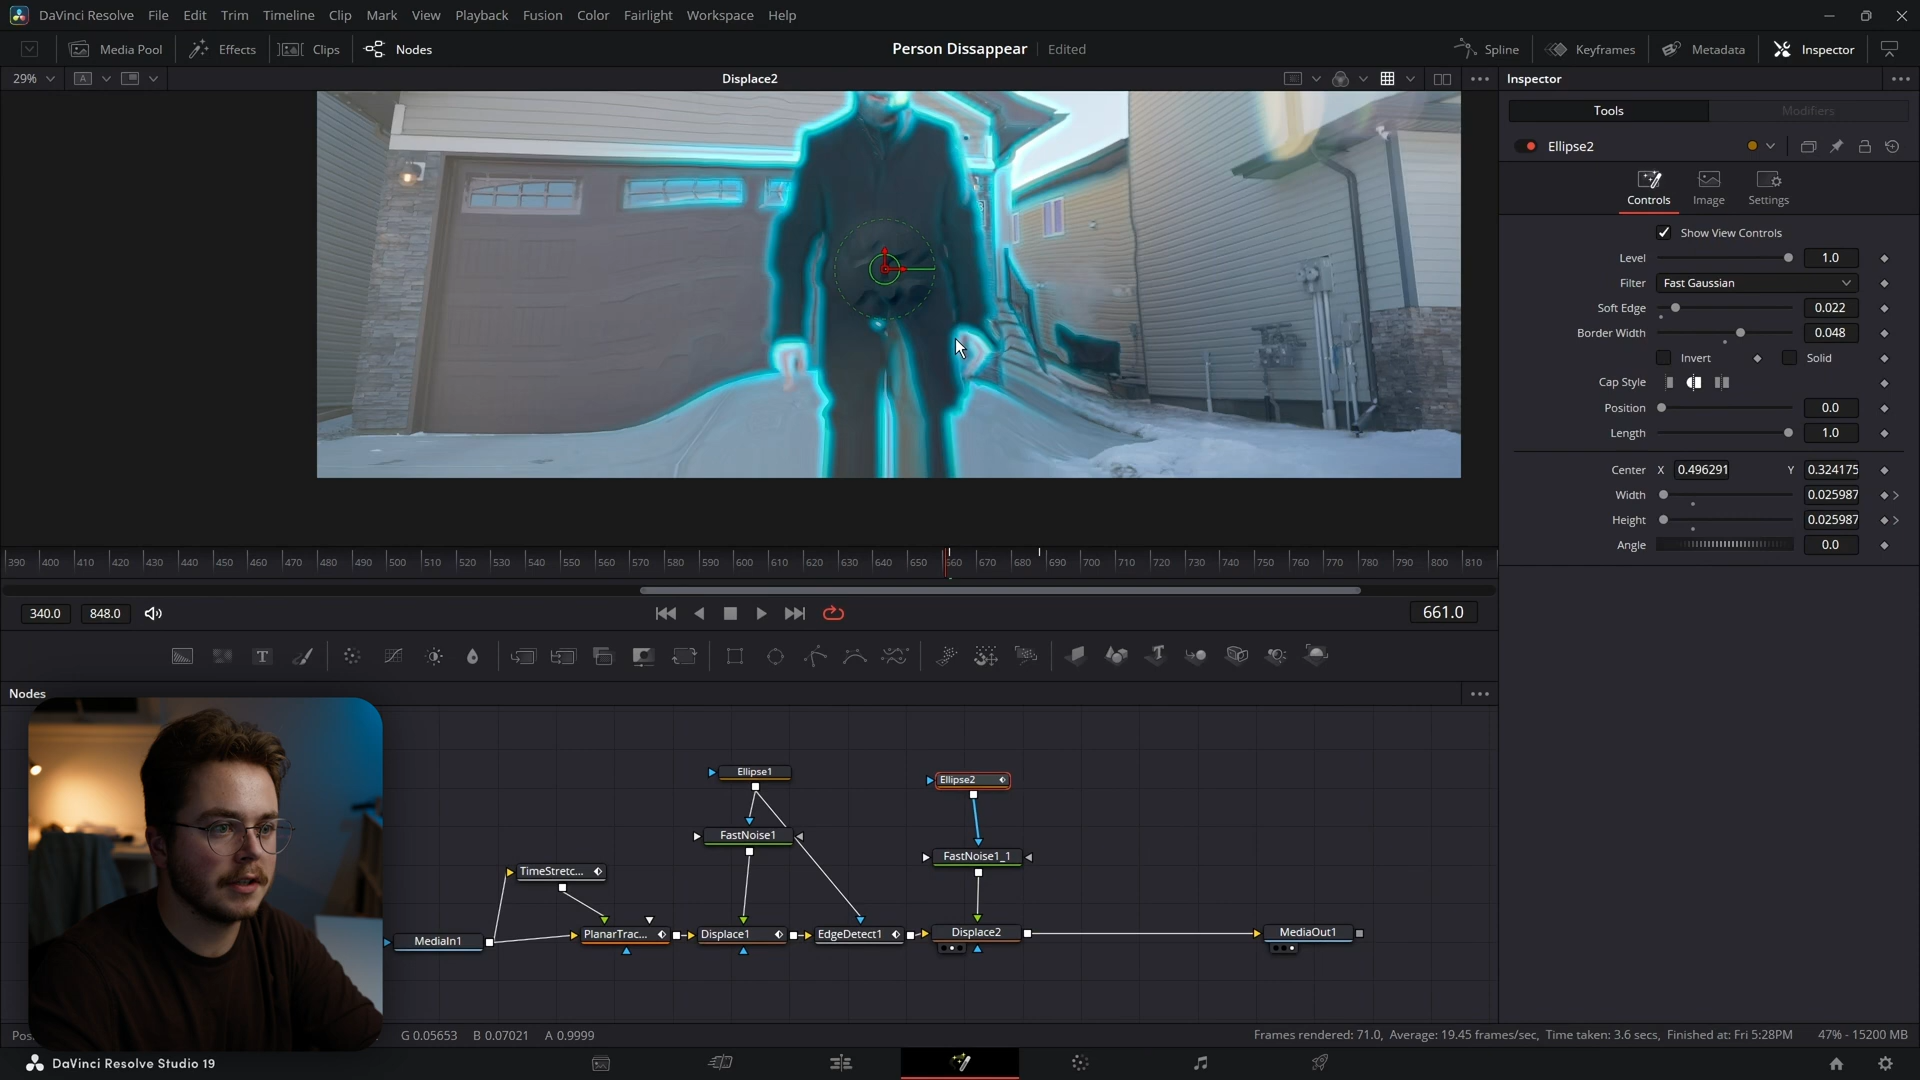 DaVinci Resolve File Edit Trim Timeline Clip Mark View Playback Fusion Color Fairlight Workspace Help
Media Pool Effects Clips Nodes Person Dissappear Edited Spline Keyframes Metadata Inspector
29% A Displace2 Inspector
Tools Modifiers
Ellipse2
Controls Image Settings
Show View Controls
Level 1.0
Filter Fast Gaussian
Soft Edge 0.022
Border Width 0.048
Invert Solid
Cap Style
Position 0.0
Length 1.0
Center X 0.496291 Y 0.324175
Width 0.025987
Height 0.025987
Angle 0.0
390 400 410 420 430 440 450 460 470 480 490 500 510 520 530 540 550 560 570 580 590 600 610 620 630 640 650 660 670 680 690 700 710 720 730 740 750 760 770 780 790 800 810
340.0 848.0 661.0
Nodes
Ellipse1 Ellipse2
FastNoise1 FastNoise1_1
TimeStretc...
MediaIn1 PlanarTrac... Displace1 EdgeDetect1 Displace2 MediaOut1
Pos G 0.05653 B 0.07021 A 0.9999 Frames rendered: 71.0, Average: 19.45 frames/sec, Time taken: 3.6 secs, Finished at: Fri 5:28PM 47% - 15200 MB
DaVinci Resolve Studio 19